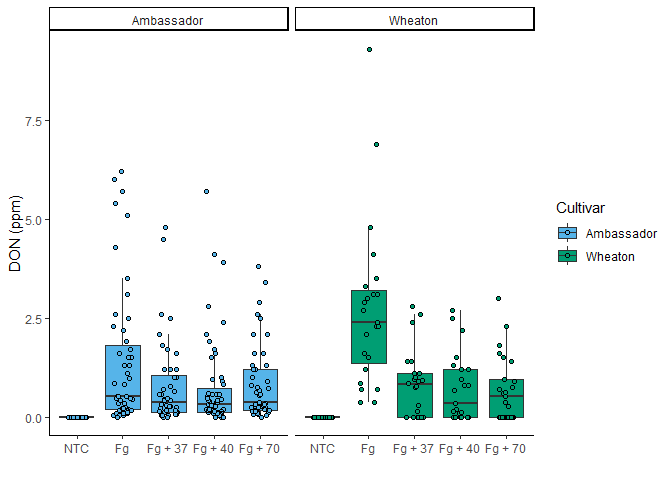 Ambassador
Wheaton
DON (ppm)
7.5
5.0
2.5
0.0
NTC
Fg
Fg + 37
Fg + 40
Fg + 70
NTC
Fg
Fg + 37
Fg + 40
Fg + 70
Cultivar
Ambassador
Wheaton